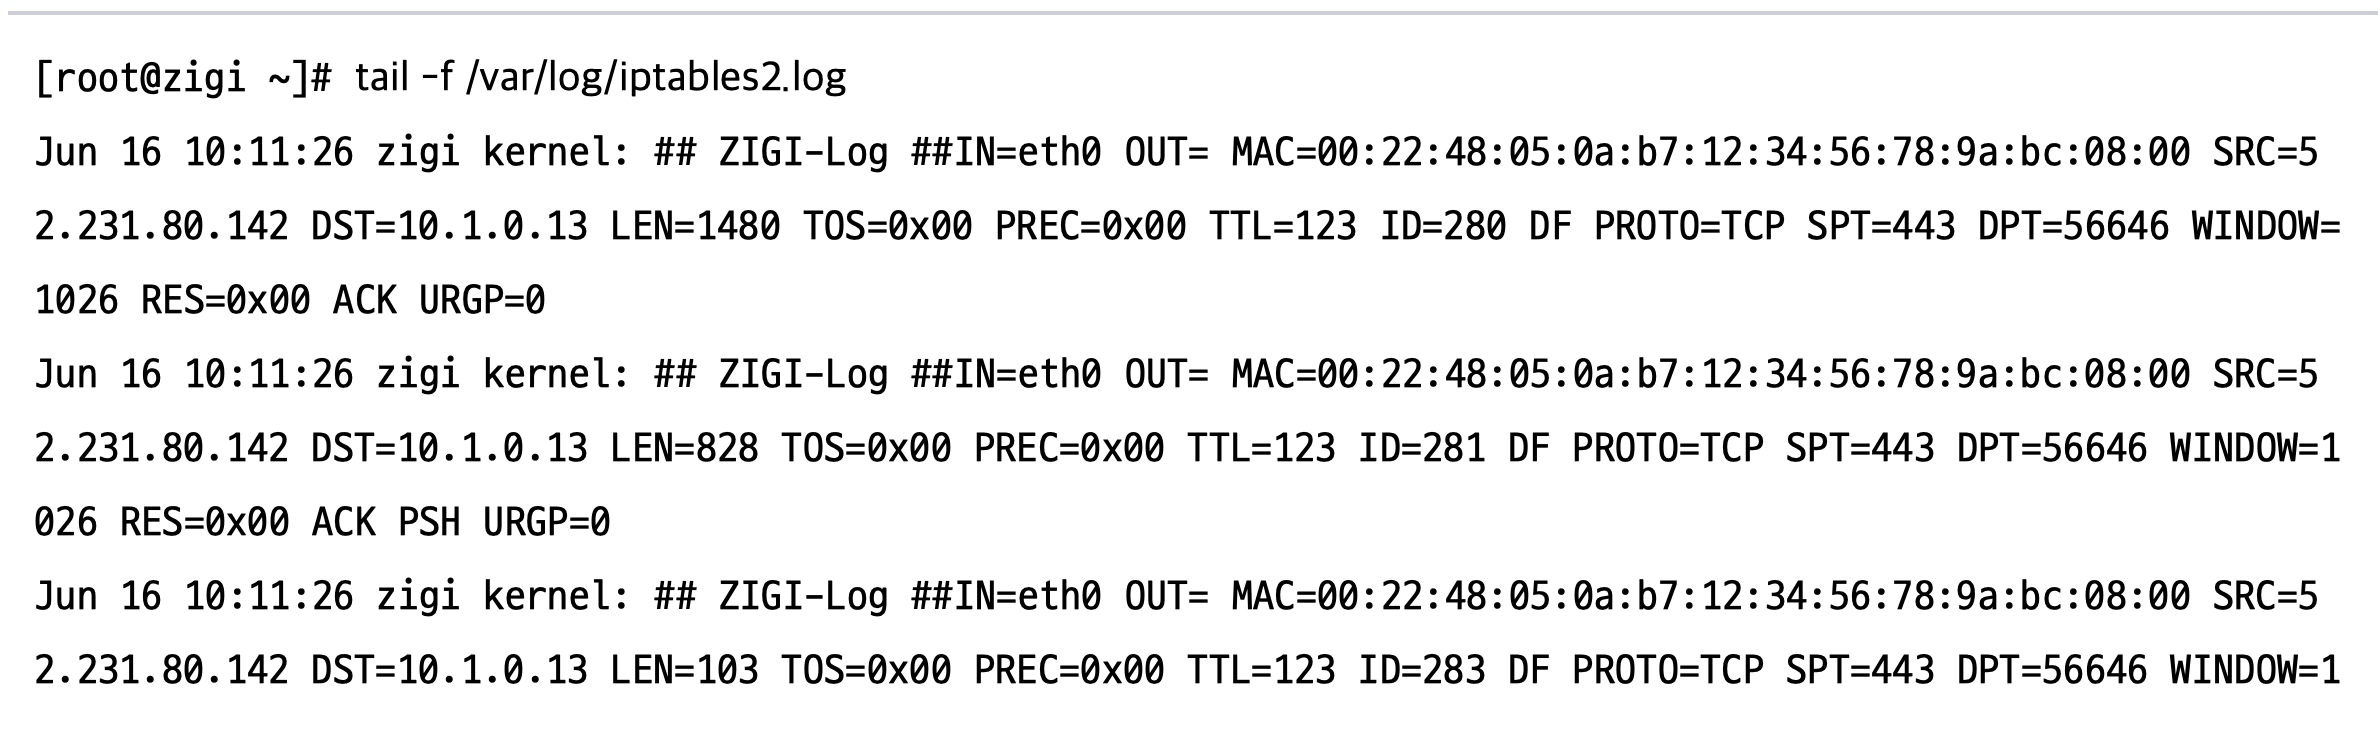 [root@zigi ~]# tail -f /var/log/iptables2.log
Jun 16 10:11:26 zigi kernel: ## ZIGI-Log ##IN=eth0 OUT= MAC=00:22:48:05:0a:b7:12:34:56:78:9a:bc:08:00 SRC=5
2.231.80.142 DST=10.1.0.13 LEN=1480 TOS=0x00 PREC=0x00 TTL=123 ID=280 DF PROTO=TCP SPT=443 DPT=56646 WINDOW=
1026 RES=0x00 ACK URGP=0
Jun 16 10:11:26 zigi kernel: ## ZIGI-Log ##IN=eth0 OUT= MAC=00:22:48:05:0a:b7:12:34:56:78:9a:bc:08:00 SRC=5
2.231.80.142 DST=10.1.0.13 LEN=828 TOS=0x00 PREC=0x00 TTL=123 ID=281 DF PROTO=TCP SPT=443 DPT=56646 WINDOW=1
026 RES=0x00 ACK PSH URGP=0
Jun 16 10:11:26 zigi kernel: ## ZIGI-Log ##IN=eth0 OUT= MAC=00:22:48:05:0a:b7:12:34:56:78:9a:bc:08:00 SRC=5
2.231.80.142 DST=10.1.0.13 LEN=103 TOS=0x00 PREC=0x00 TTL=123 ID=283 DF PROTO=TCP SPT=443 DPT=56646 WINDOW=1